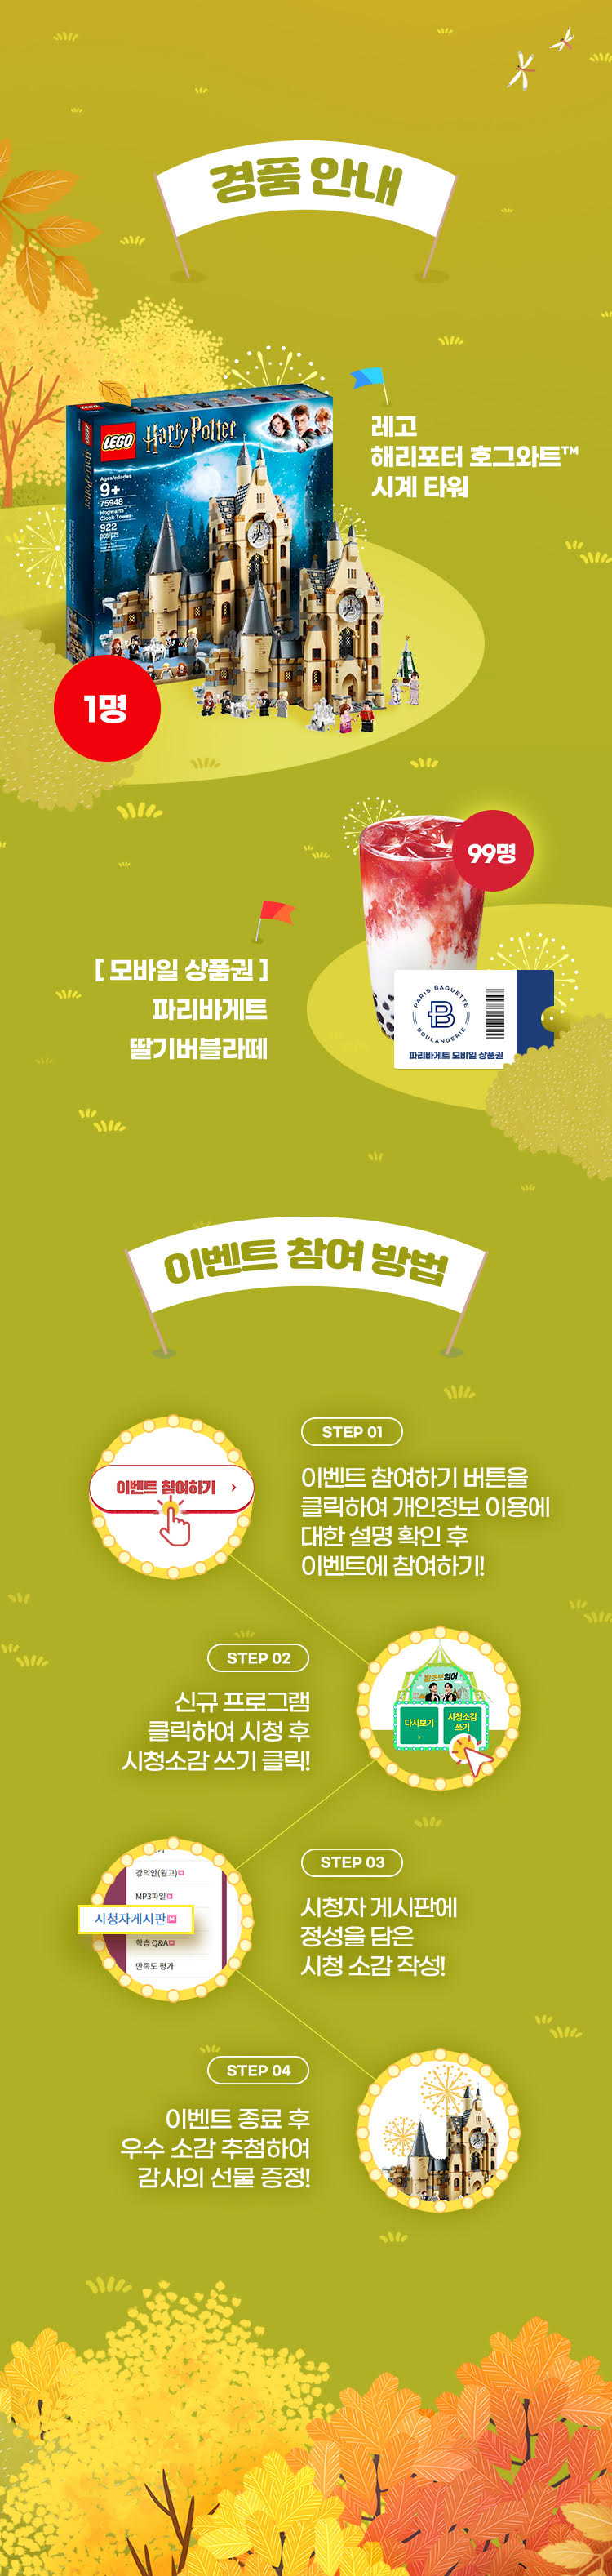 경품 안내
레고
해리포터 호그와트™
시계 타워
LEGO
Harry Potter
Ages/edades
9+
75948
Hogwarts™
Clock Tower
922
pcs/pzs
LEGO
Harry Potter
1명
99명
[ 모바일 상품권 ]
파리바게트
딸기버블라떼
PARIS BAGUETTE
B
BOULANGERIE
파리바게트 모바일 상품권
이벤트 참여 방법
이벤트 참여하기 >
STEP 01
이벤트 참여하기 버튼을
클릭하여 개인정보 이용에
대한 설명 확인 후
이벤트에 참여하기!
STEP 02
신규 프로그램
클릭하여 시청 후
시청소감 쓰기 클릭!
왕초보영어
다시보기
시청소감
쓰기
강의안(원고)
MP3파일
시청자게시판
학습 Q&A
만족도 평가
STEP 03
시청자 게시판에
정성을 담은
시청 소감 작성!
STEP 04
이벤트 종료 후
우수 소감 추첨하여
감사의 선물 증정!